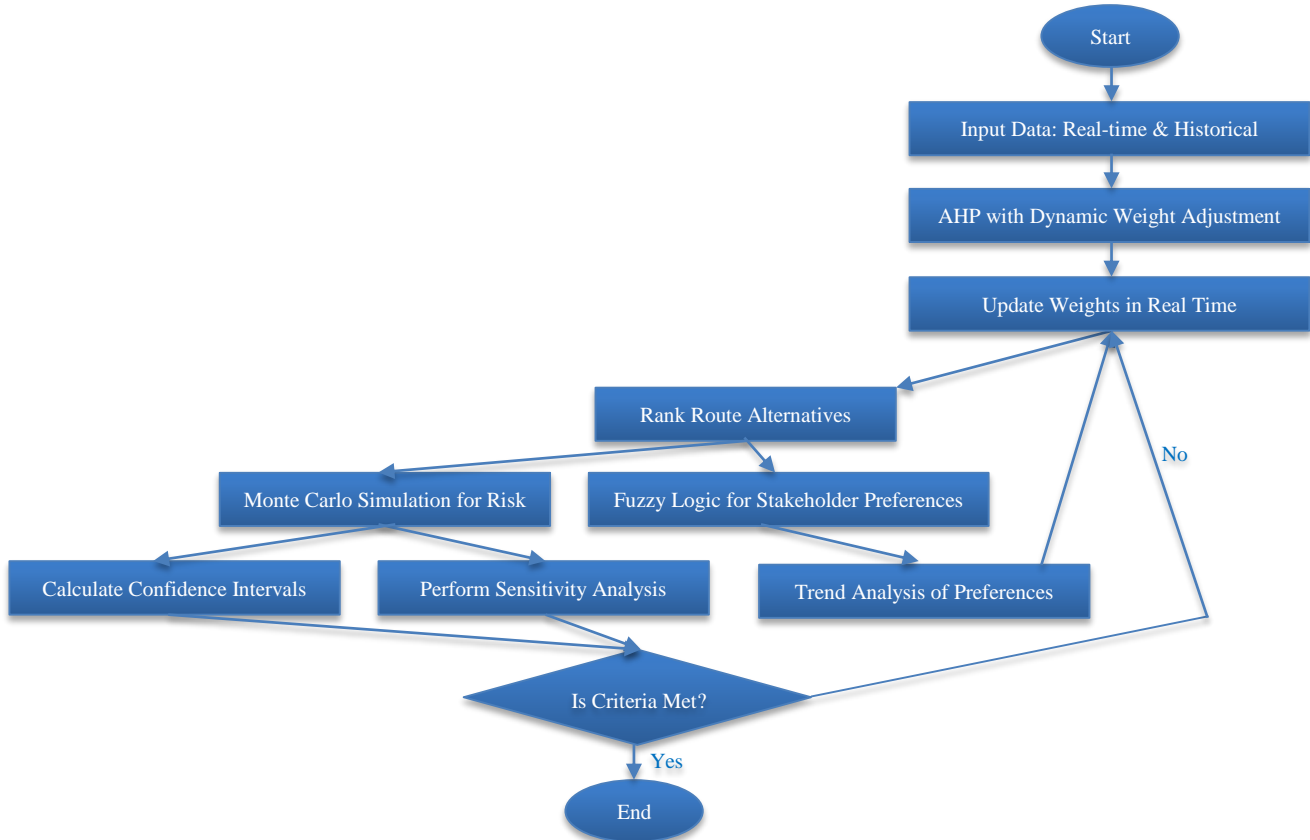 Start
Input Data: Real-time & Historical
AHP with Dynamic Weight Adjustment
Update Weights in Real Time
Rank Route Alternatives
No
Monte Carlo Simulation for Risk
Fuzzy Logic for Stakeholder Preferences
Calculate Confidence Intervals
Perform Sensitivity Analysis
Trend Analysis of Preferences
Is Criteria Met?
Yes
End